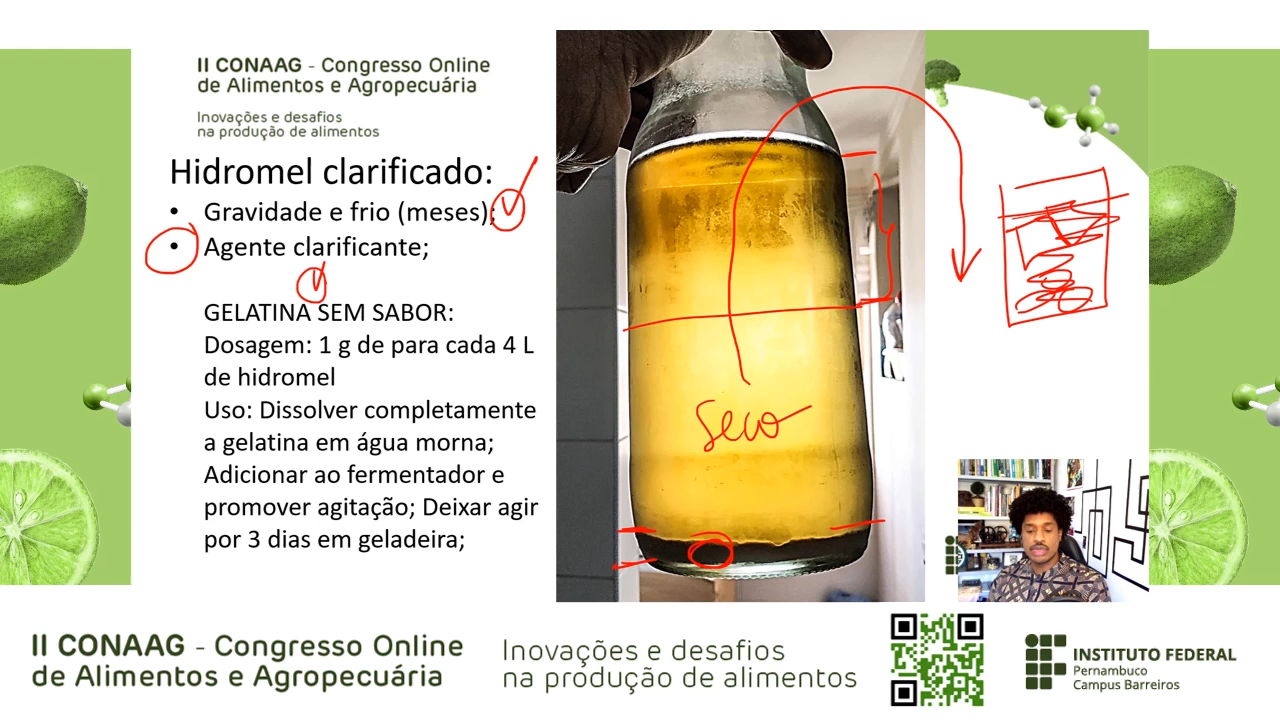 II CONAAG - Congresso Online
de Alimentos e Agropecuária
Inovações e desafios
na produção de alimentos
Hidromel clarificado:
• Gravidade e frio (meses);
• Agente clarificante;
GELATINA SEM SABOR:
Dosagem: 1 g de para cada 4 L
de hidromel
Uso: Dissolver completamente
a gelatina em água morna;
Adicionar ao fermentador e
promover agitação; Deixar agir
por 3 dias em geladeira;
Seco
II CONAAG - Congresso Online
de Alimentos e Agropecuária
Inovações e desafios
na produção de alimentos
INSTITUTO FEDERAL
Pernambuco
Campus Barreiros